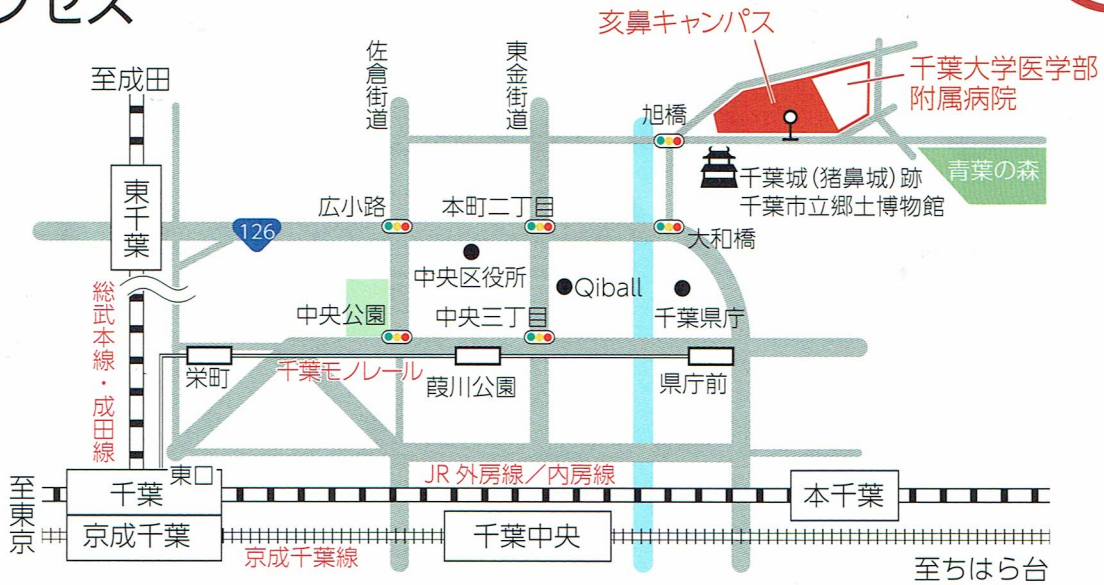 クセス
亥鼻キャンパス
千葉大学医学部
附属病院
至成田
佐倉街道
東金街道
旭橋
東千葉
千葉城(猪鼻城)跡
千葉市立郷土博物館
青葉の森
126
広小路
本町二丁目
大和橋
中央区役所
Qiball
千葉県庁
総武本線・成田線
中央公園
中央三丁目
栄町
千葉モノレール
葭川公園
県庁前
東口
JR 外房線/内房線
至東京
千葉
本千葉
京成千葉
京成千葉線
千葉中央
至ちはら台